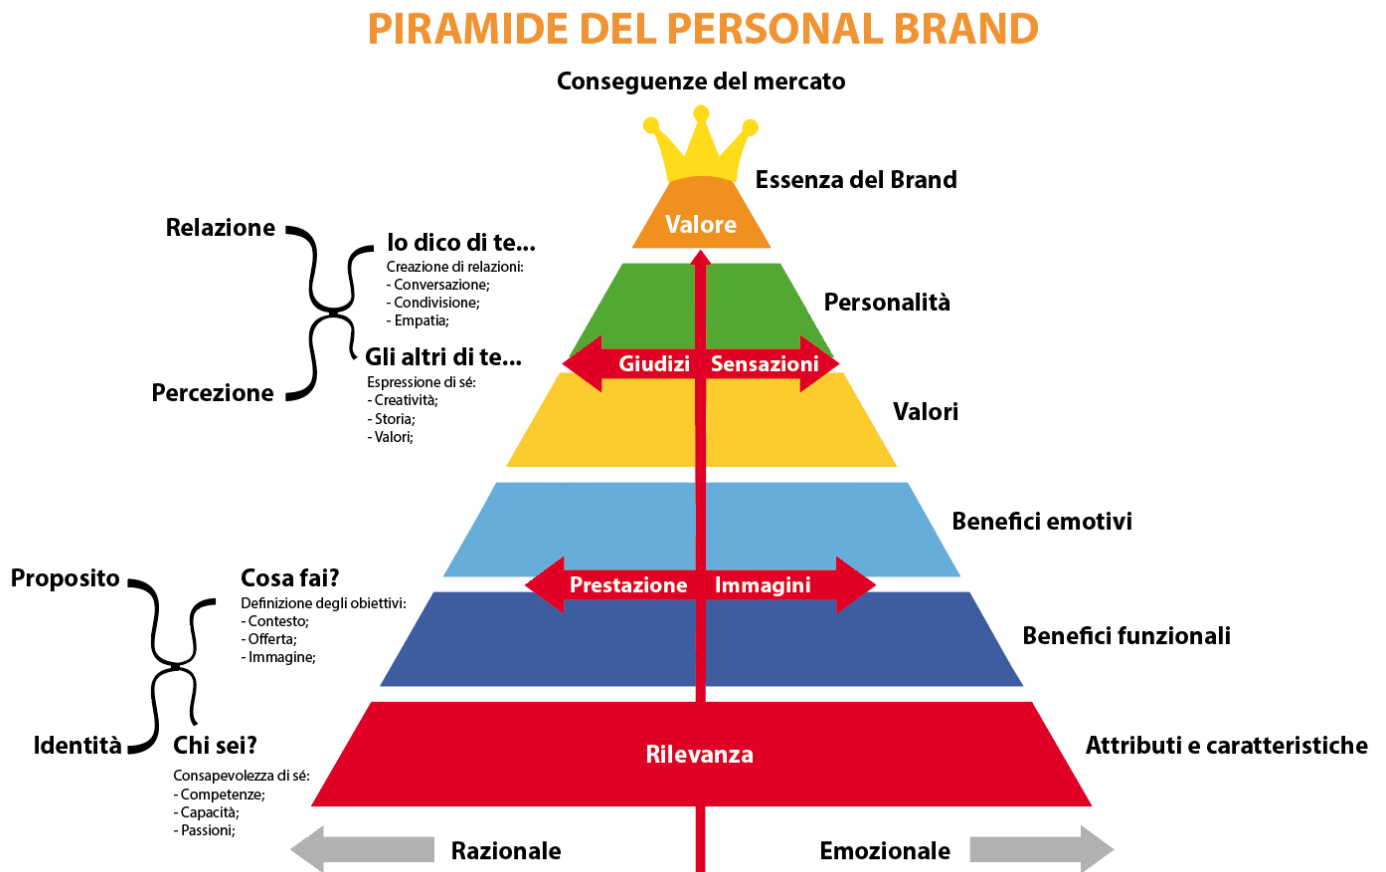 PIRAMIDE DEL PERSONAL BRAND
Conseguenze del mercato
Essenza del Brand
Valore
Relazione
Io dico di te...
Creazione di relazioni:
- Conversazione;
- Condivisione;
- Empatia;
Personalità
Gli altri di te...
Giudizi
Sensazioni
Percezione
Espressione di sé:
- Creatività;
- Storia;
- Valori;
Valori
Benefici emotivi
Proposito
Cosa fai?
Definizione degli obiettivi:
- Contesto;
- Offerta;
- Immagine;
Prestazione
Immagini
Benefici funzionali
Identità
Chi sei?
Consapevolezza di sé:
- Competenze;
- Capacità;
- Passioni;
Rilevanza
Attributi e caratteristiche
Razionale
Emozionale